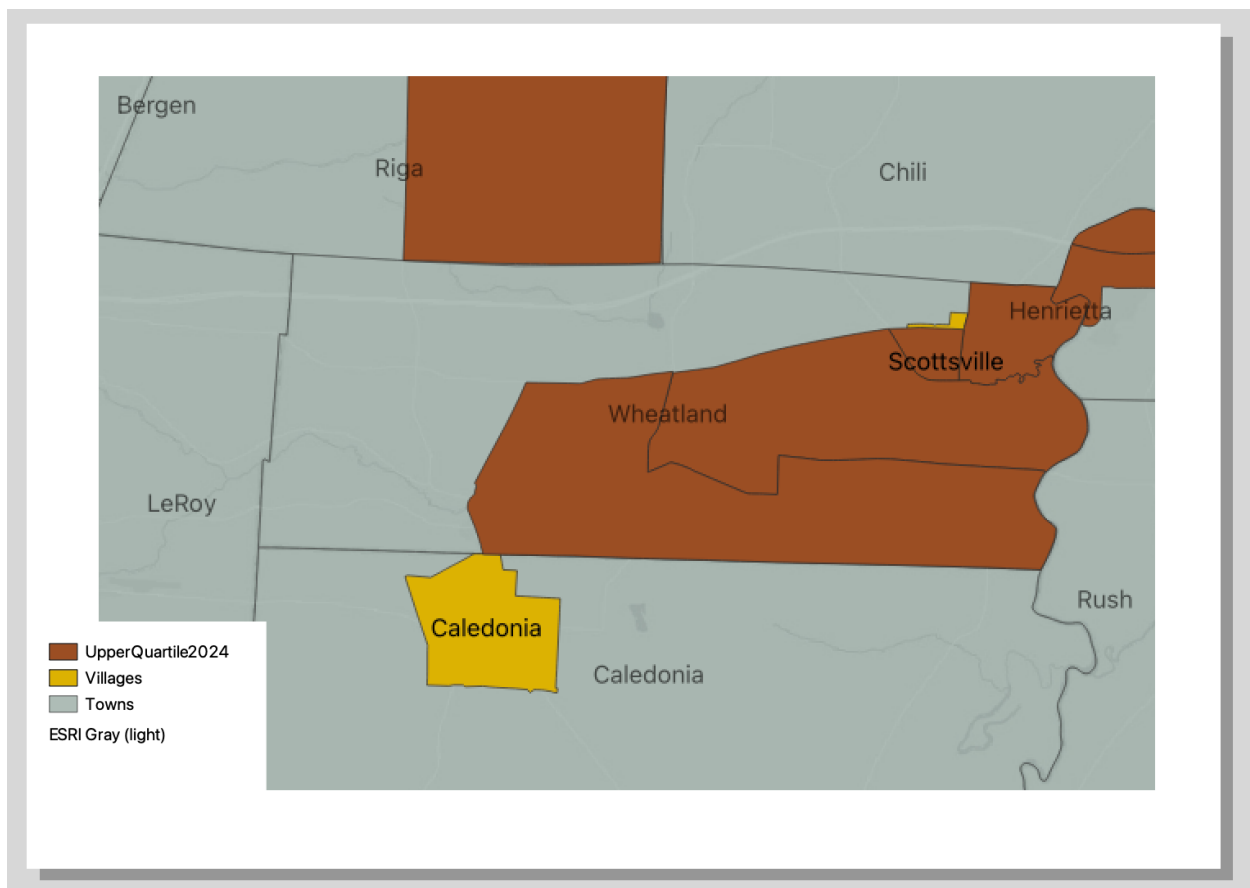 Bergen
Riga
Chili
Henrietta
Scottsville
Wheatland
LeRoy
Rush
Caledonia
Caledonia
UpperQuartile2024
Villages
Towns
ESRI Gray (light)